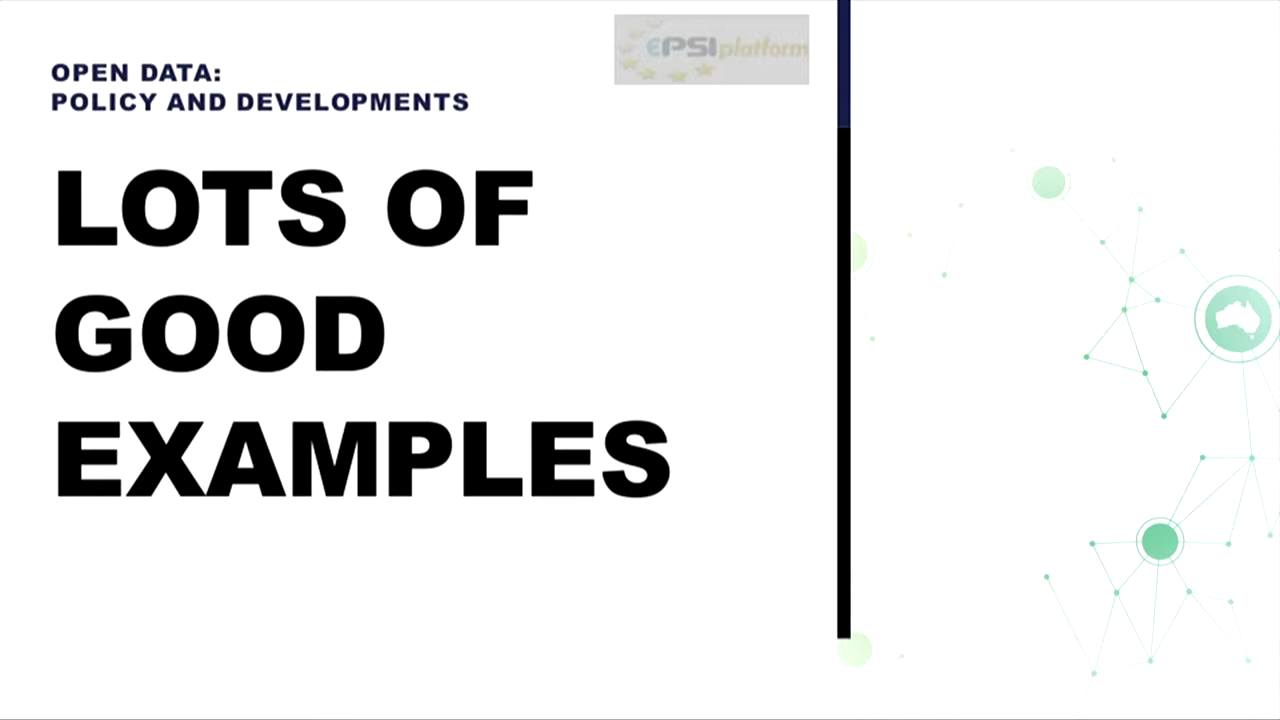 OPEN DATA:
POLICY AND DEVELOPMENTS
ePSIplatform
LOTS OF
GOOD
EXAMPLES